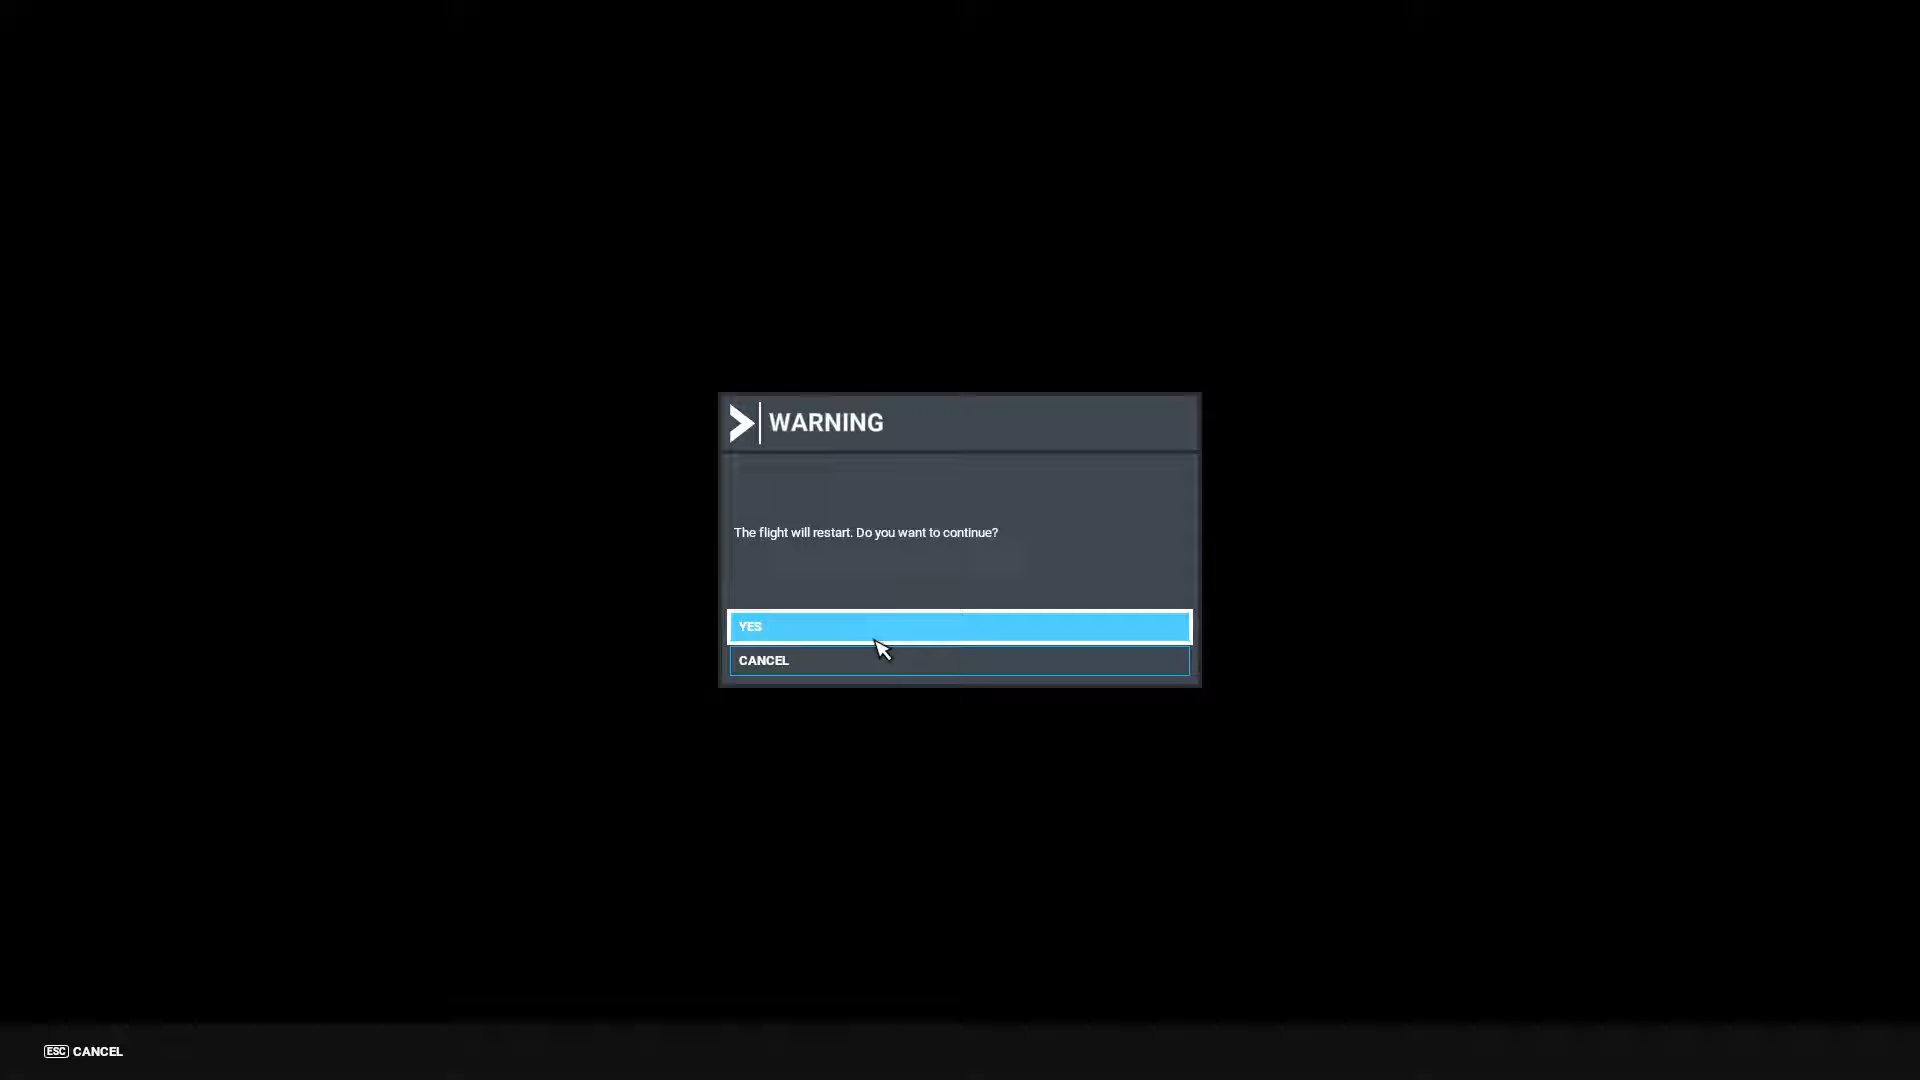 WARNING
The flight will restart. Do you want to continue?
YES
CANCEL
ESC CANCEL